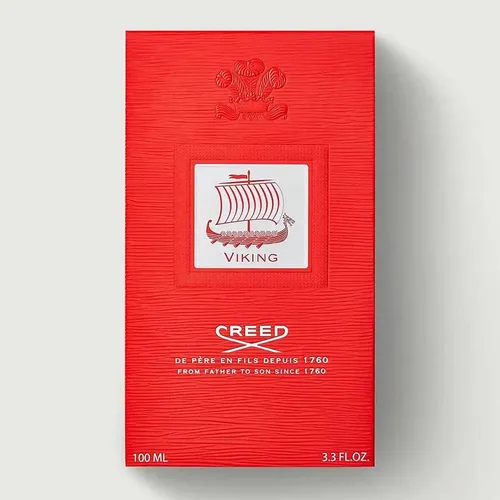 VIKING
CREED
DE PÈRE EN FILS DEPUIS 1760
FROM FATHER TO SON SINCE 1760
100 ML 3.3 FL.OZ.